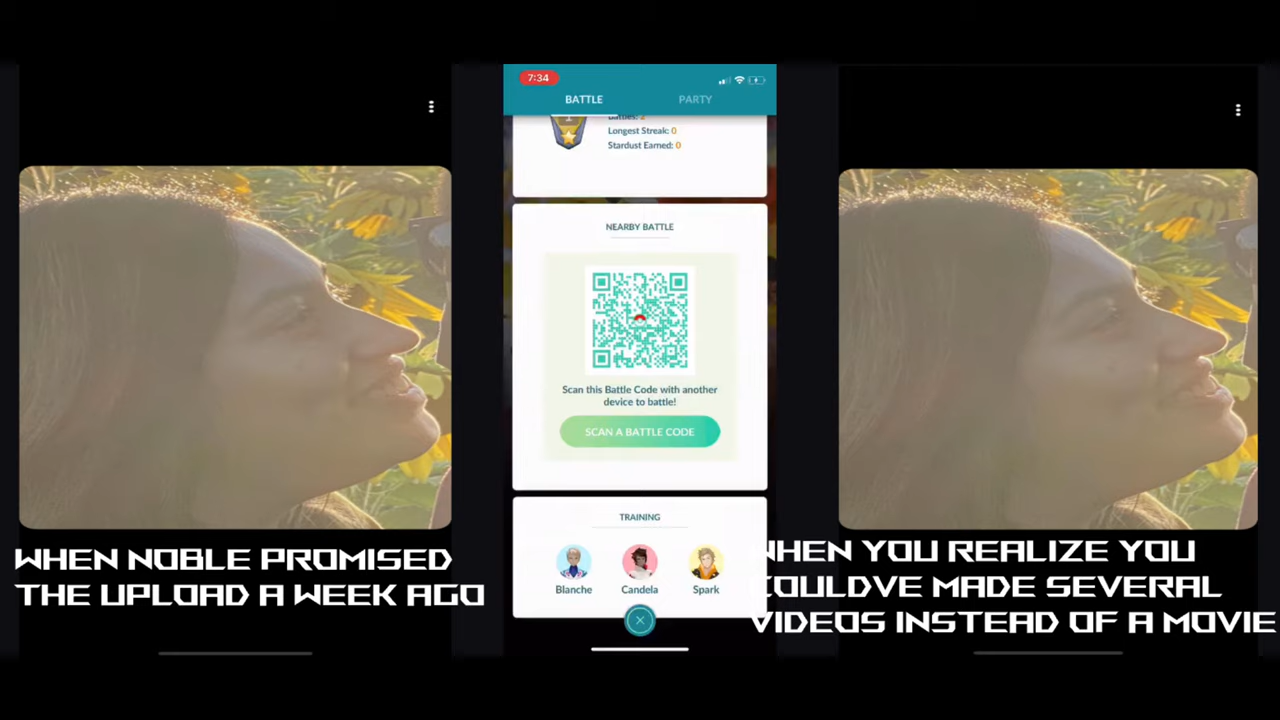 7:34
BATTLE PARTY
Battles: 2
Longest Streak: 0
Stardust Earned: 0
NEARBY BATTLE
Scan this Battle Code with another
device to battle!
SCAN A BATTLE CODE
TRAINING
Blanche Candela Spark
WHEN NOBLE PROMISED
THE UPLOAD A WEEK AGO
WHEN YOU REALIZE YOU
COULDVE MADE SEVERAL
VIDEOS INSTEAD OF A MOVIE